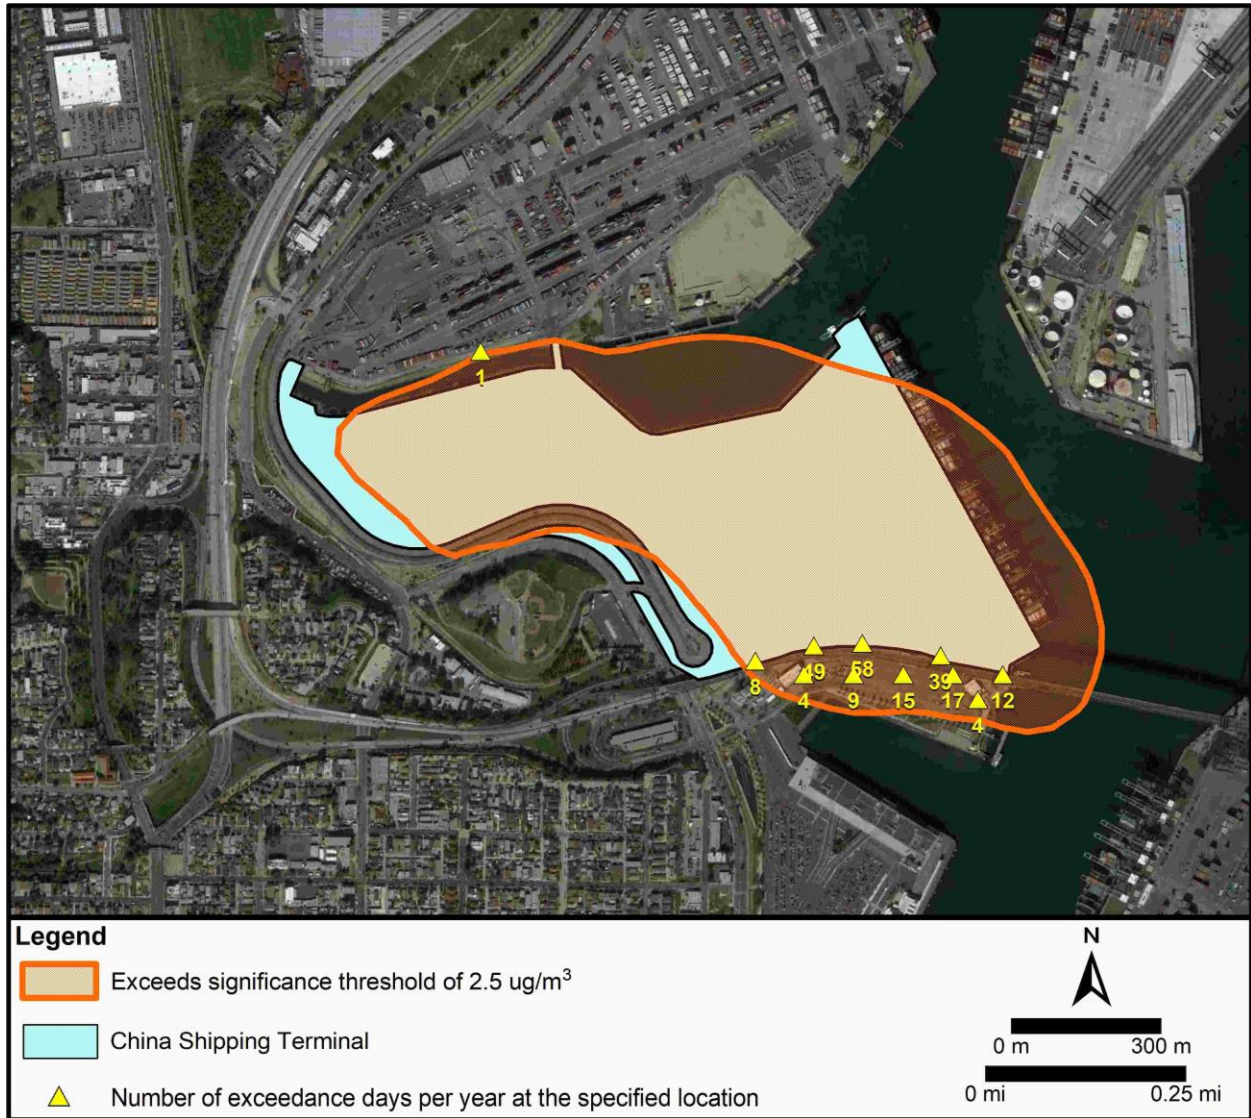 1
49
58
39
8
4
9
15
17
12
4
Legend
Exceeds significance threshold of 2.5 ug/m³
China Shipping Terminal
Number of exceedance days per year at the specified location
N
0 m 300 m
0 mi 0.25 mi